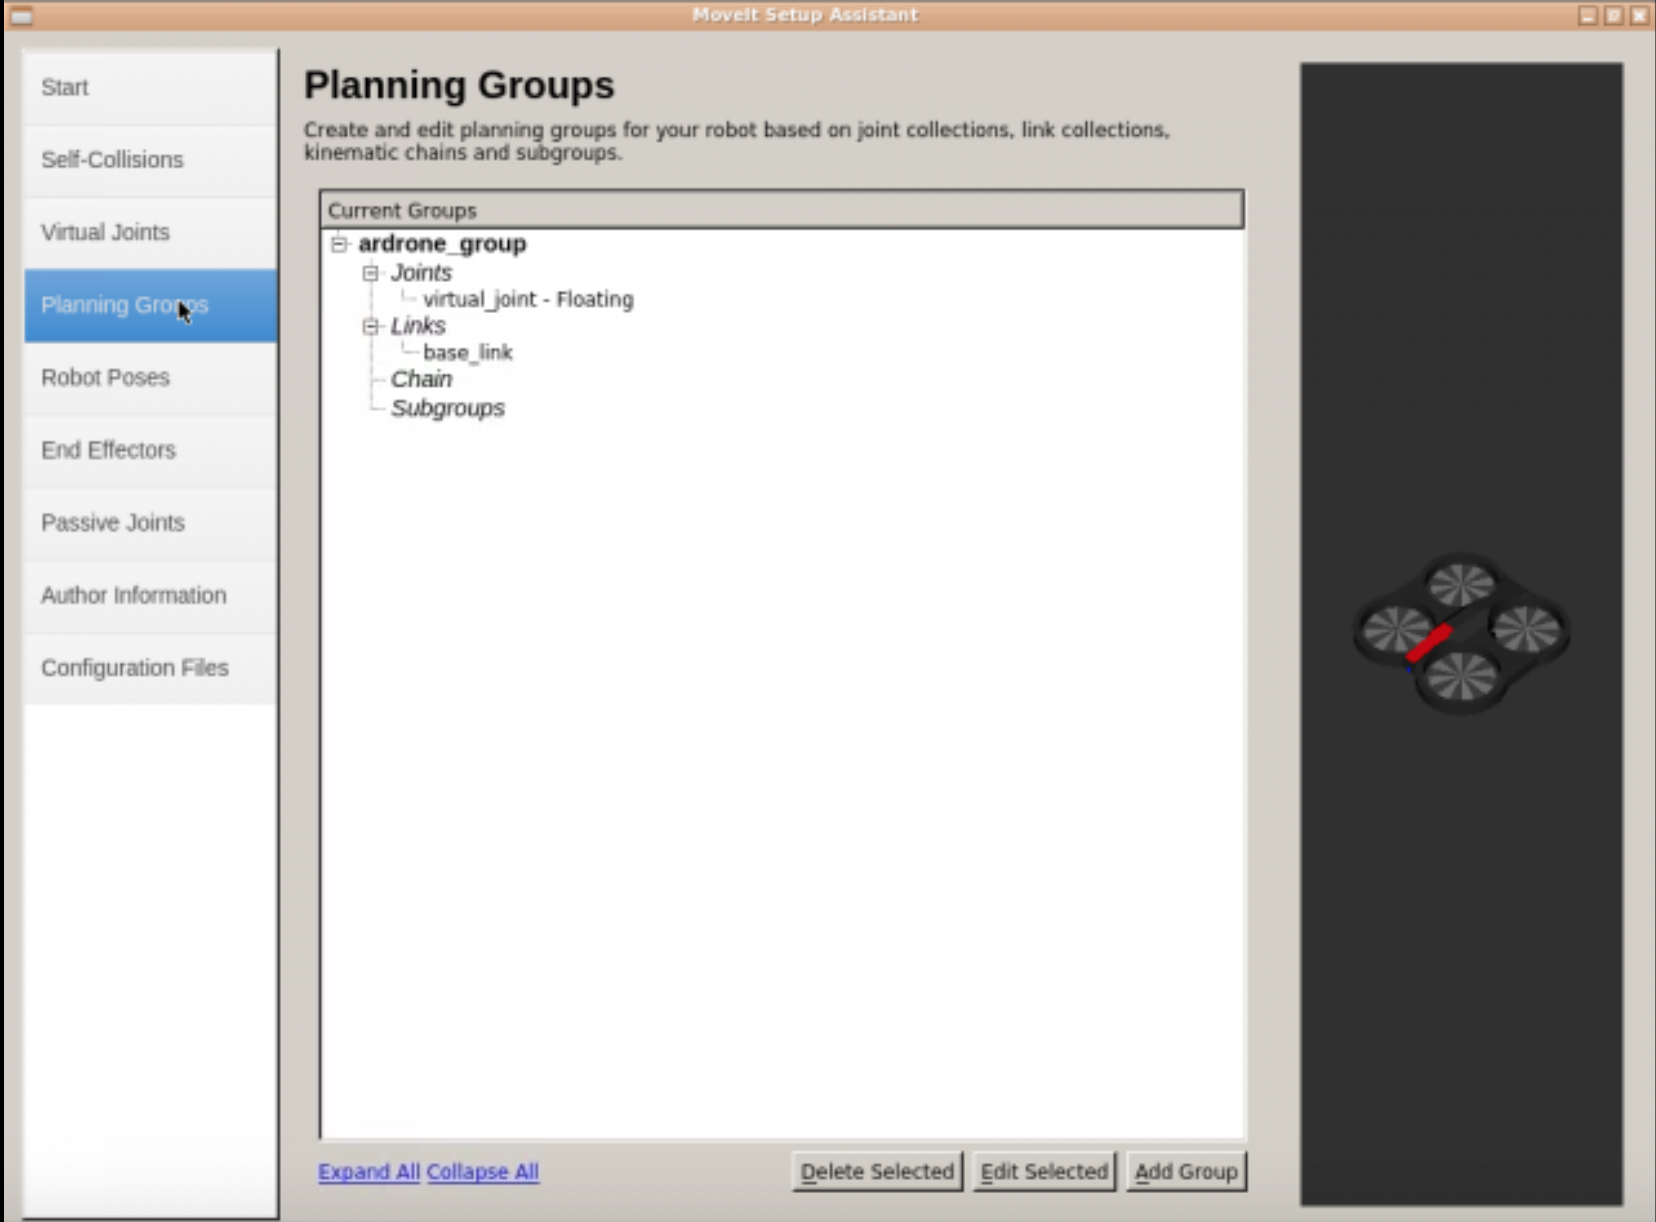 MoveIt Setup Assistant
Start
Self-Collisions
Virtual Joints
Planning Groups
Robot Poses
End Effectors
Passive Joints
Author Information
Configuration Files
Planning Groups
Create and edit planning groups for your robot based on joint collections, link collections,
kinematic chains and subgroups.
Current Groups
ardrone_group
Joints
virtual_joint - Floating
Links
base_link
Chain
Subgroups
Expand All Collapse All
Delete Selected
Edit Selected
Add Group